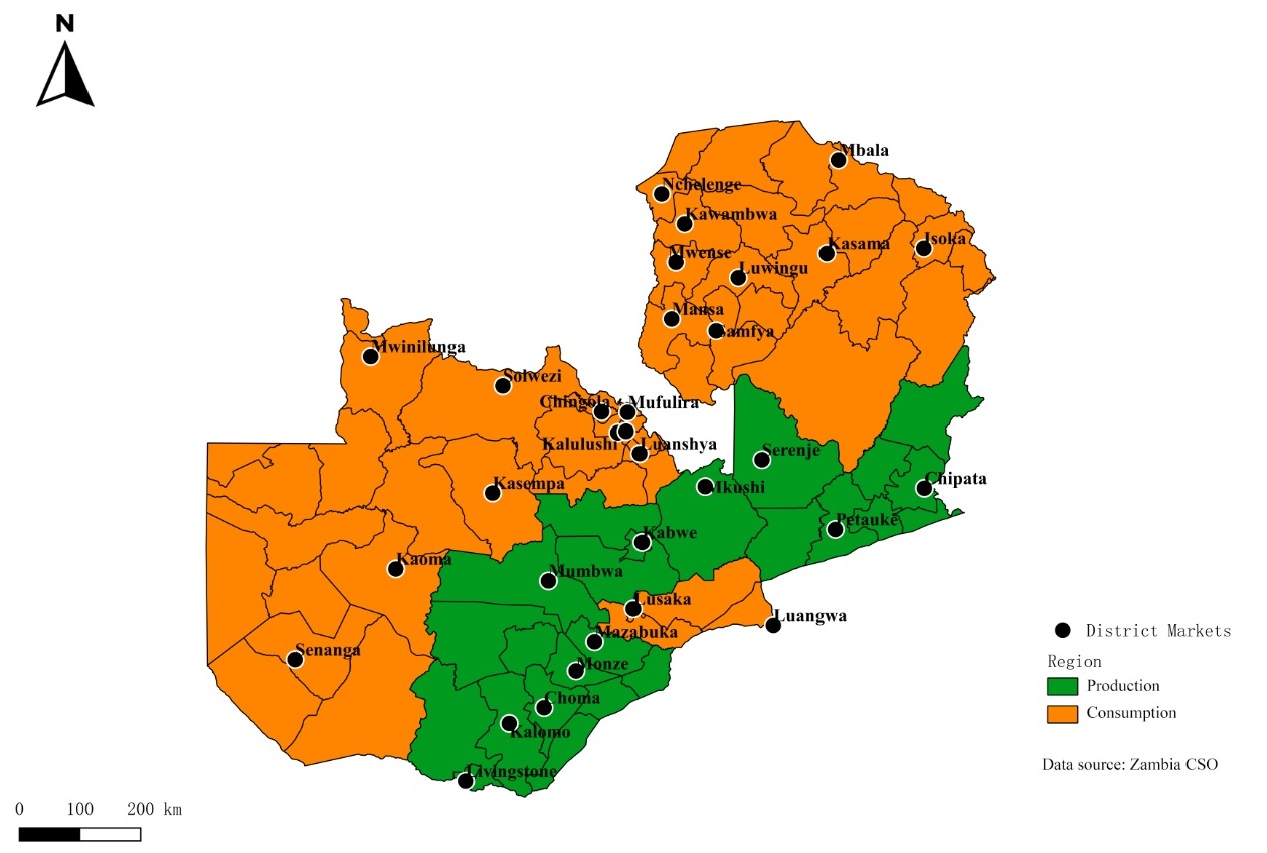 N
Mbala
Nchelenge
Kawambwa
Isoka
Kasama
Mwense
Luwingu
Mansa
Samfya
Mwinilunga
Solwezi
Chingola
Mufulira
Kalulushi
Luanshya
Serenje
Kasempa
Mkushi
Chipata
Petauke
Kabwe
Kaoma
Mumbwa
Lusaka
Luangwa
Mazabuka
Senanga
Monze
Choma
Kalomo
Livingstone
District Markets
Region
Production
Consumption
Data source: Zambia CSO
0 100 200 km